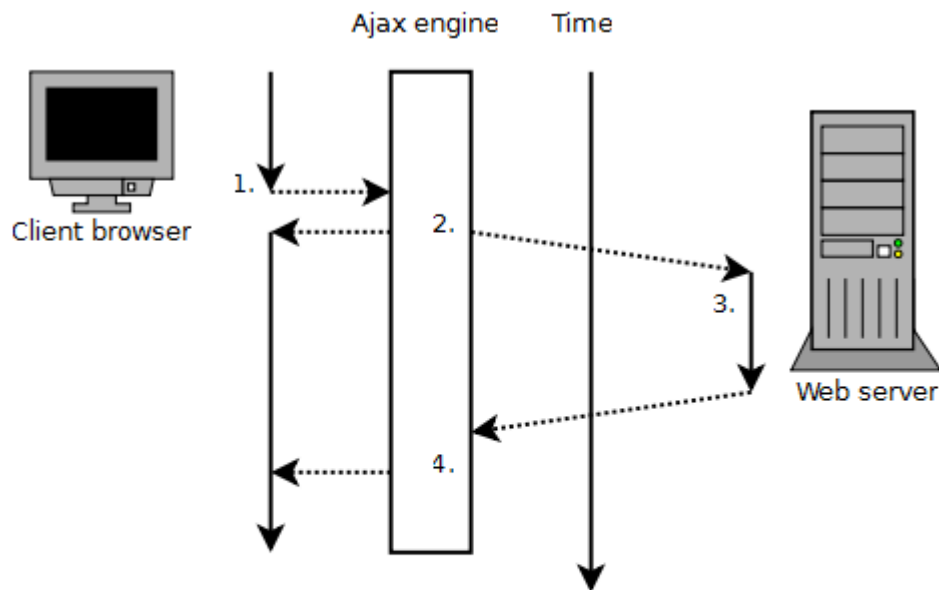 Ajax engine
Time
1.
Client browser
2.
3.
Web server
4.